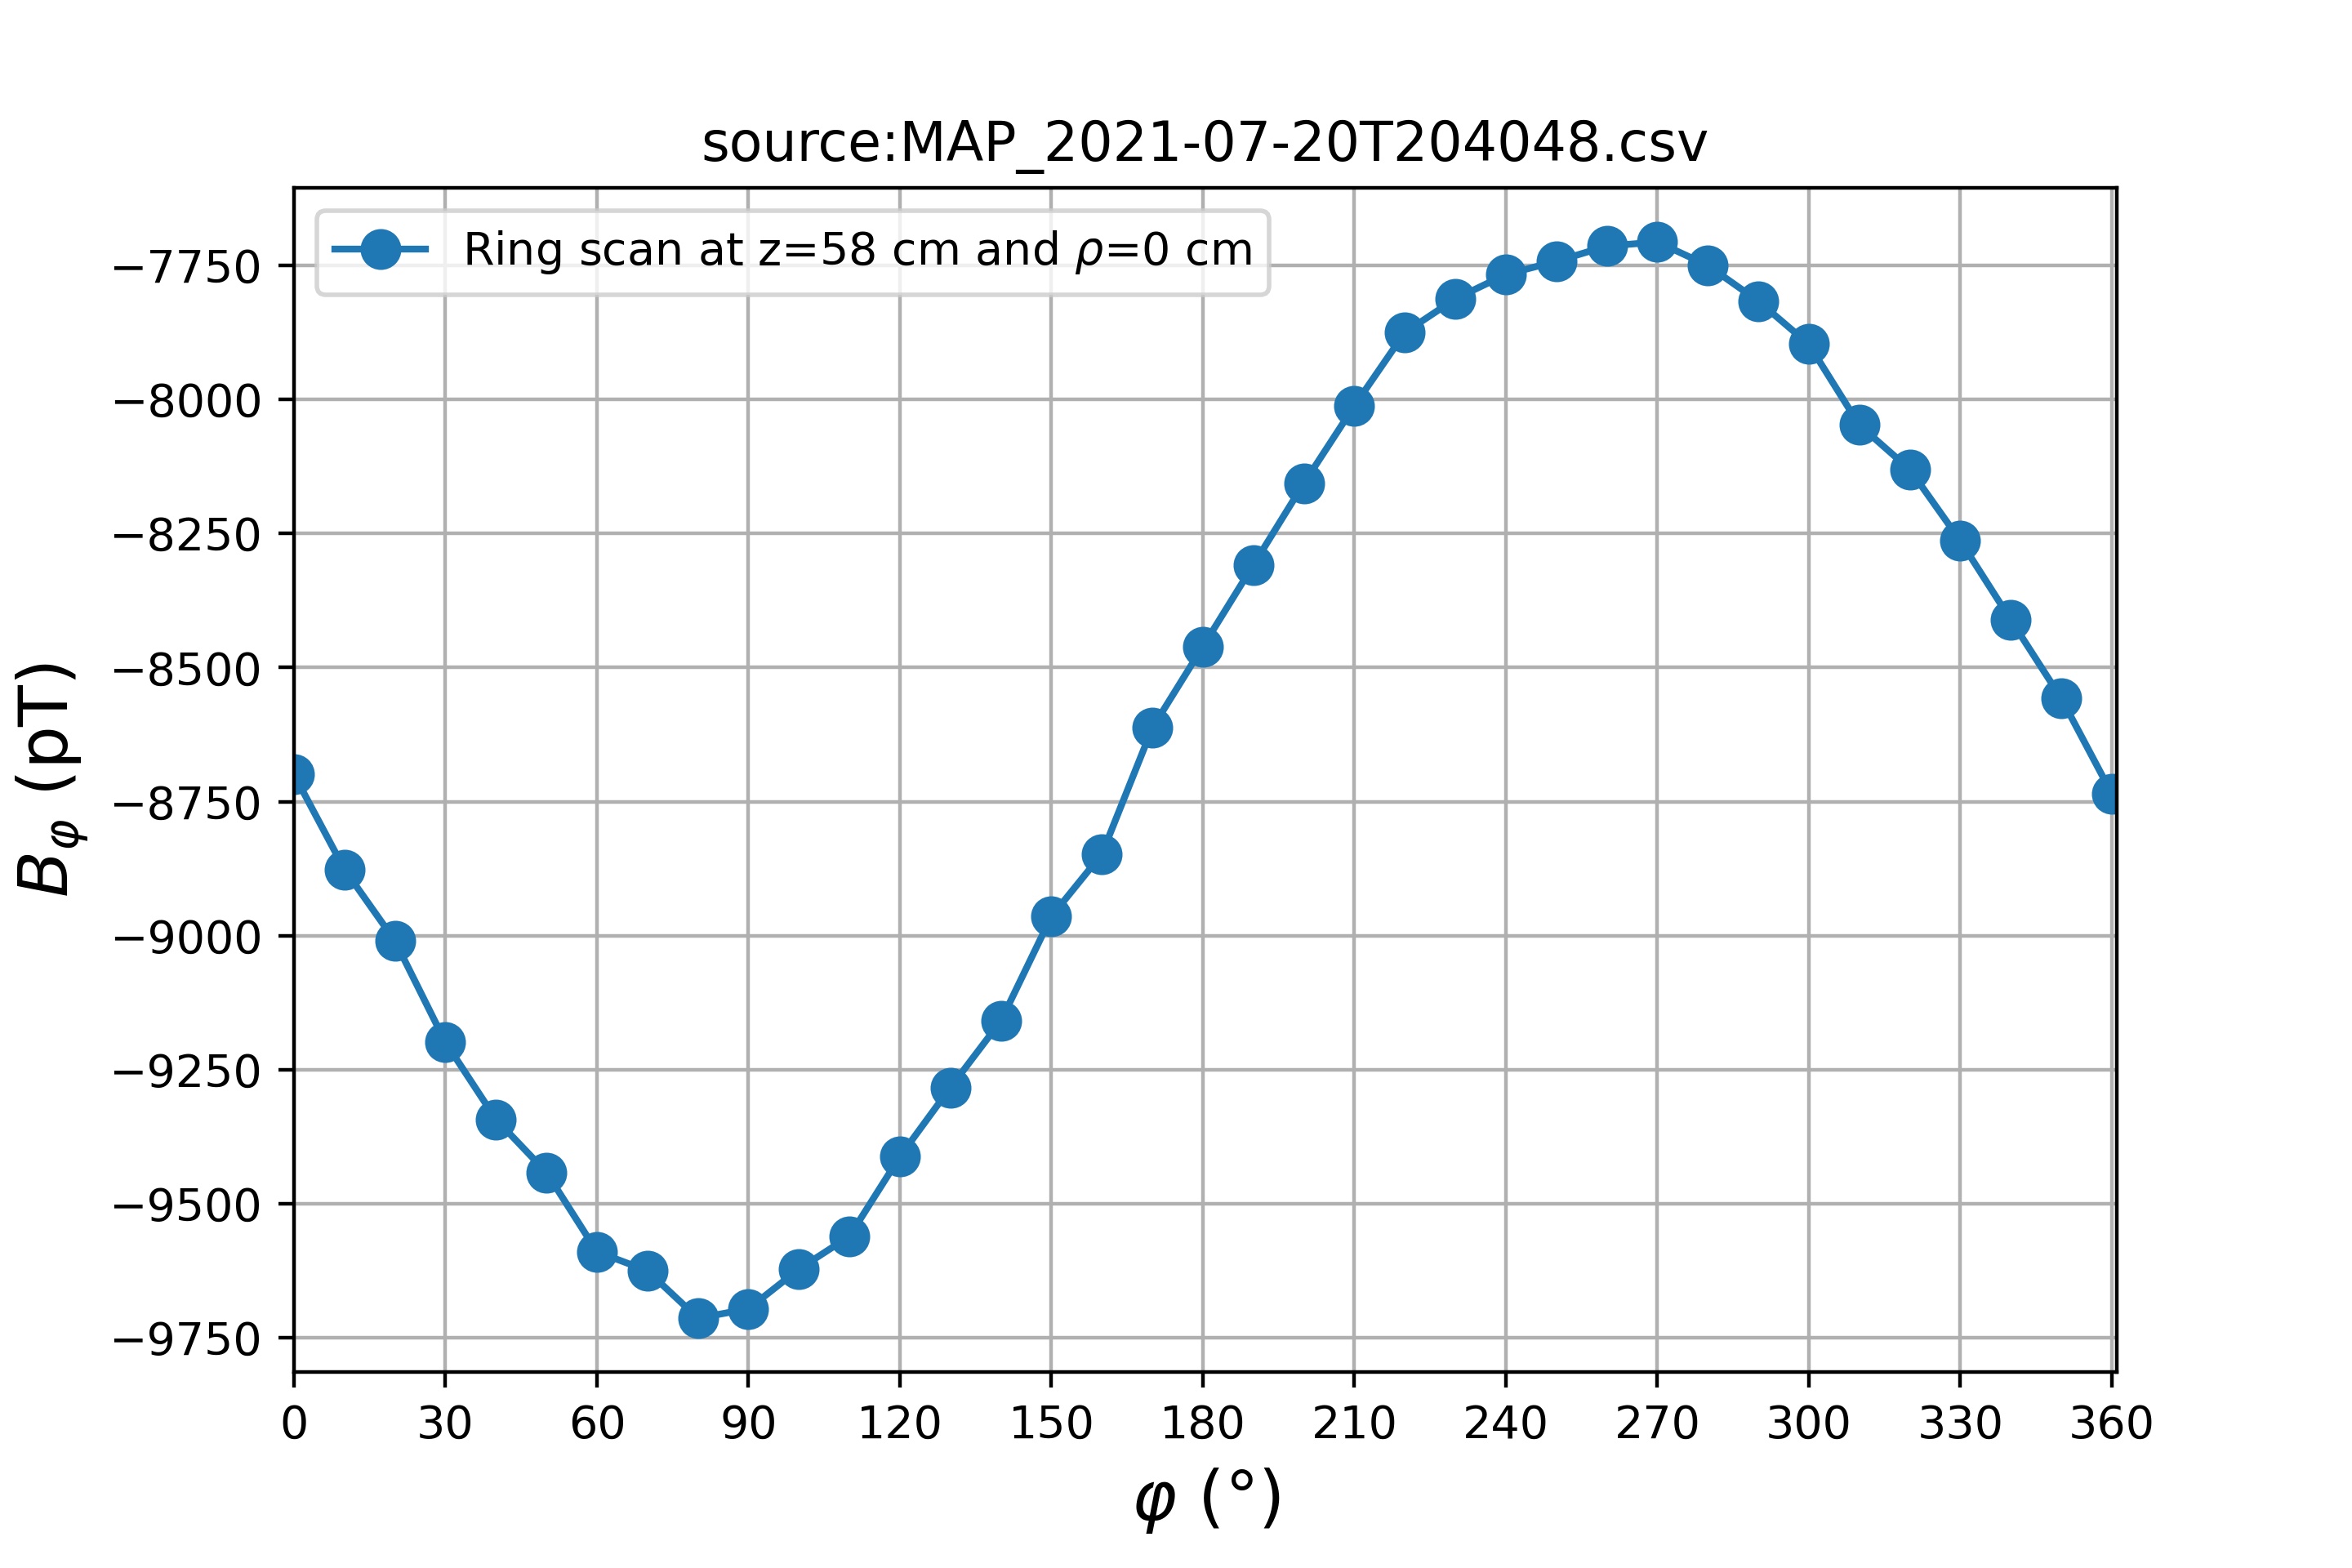 source:MAP_2021-07-20T204048.csv
Ring scan at z=58 cm and ρ=0 cm
−7750
−8000
−8250
−8500
−8750
−9000
−9250
−9500
−9750
B_φ (pT)
0 30 60 90 120 150 180 210 240 270 300 330 360
φ (°)